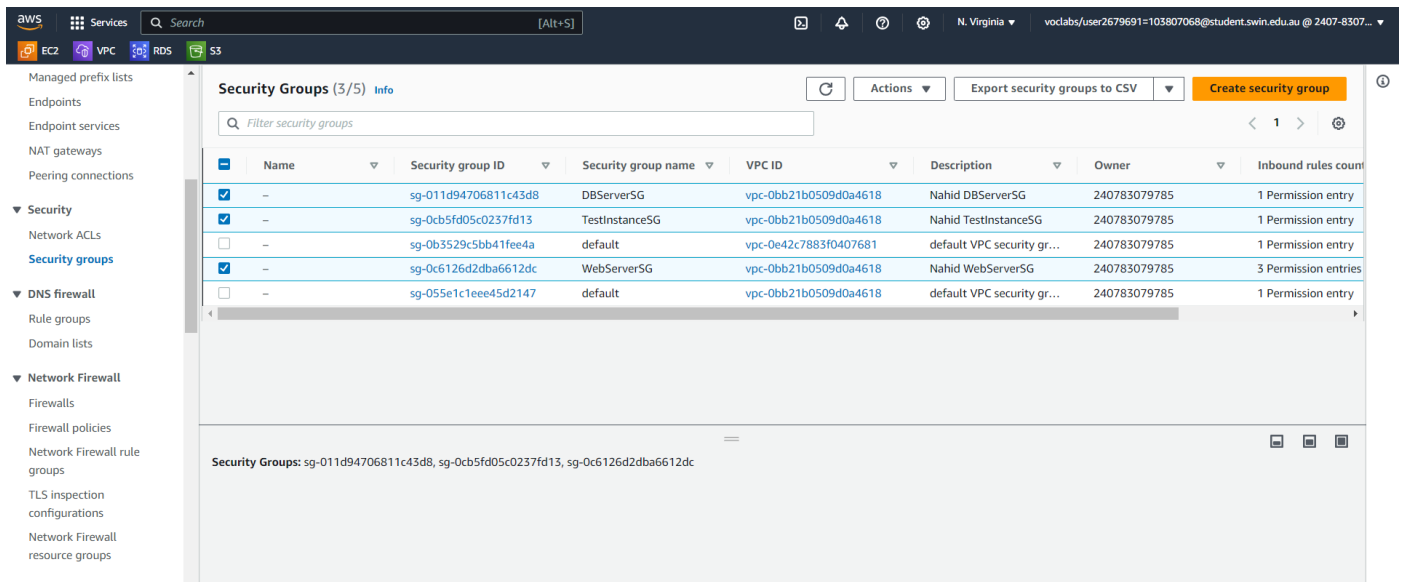 aws Services Search [Alt+S] N. Virginia ▼ voclabs/user2679691=103807068@student.swin.edu.au @ 2407-8307... ▼
EC2 VPC RDS S3
Managed prefix lists
Endpoints
Endpoint services
NAT gateways
Peering connections
▼ Security
Network ACLs
Security groups
▼ DNS firewall
Rule groups
Domain lists
▼ Network Firewall
Firewalls
Firewall policies
Network Firewall rule
groups
TLS inspection
configurations
Network Firewall
resource groups
Security Groups (3/5) Info Actions ▼ Export security groups to CSV ▼ Create security group
Filter security groups < 1 >
Name Security group ID Security group name VPC ID Description Owner Inbound rules count
– sg-011d94706811c43d8 DBServerSG vpc-0bb21b0509d0a4618 Nahid DBServerSG 240783079785 1 Permission entry
– sg-0cb5fd05c0237fd13 TestInstanceSG vpc-0bb21b0509d0a4618 Nahid TestInstanceSG 240783079785 1 Permission entry
– sg-0b3529c5bb41fee4a default vpc-0e42c7883f0407681 default VPC security gr... 240783079785 1 Permission entry
– sg-0c6126d2dba6612dc WebServerSG vpc-0bb21b0509d0a4618 Nahid WebServerSG 240783079785 3 Permission entries
– sg-055e1c1eee45d2147 default vpc-0bb21b0509d0a4618 default VPC security gr... 240783079785 1 Permission entry
Security Groups: sg-011d94706811c43d8, sg-0cb5fd05c0237fd13, sg-0c6126d2dba6612dc